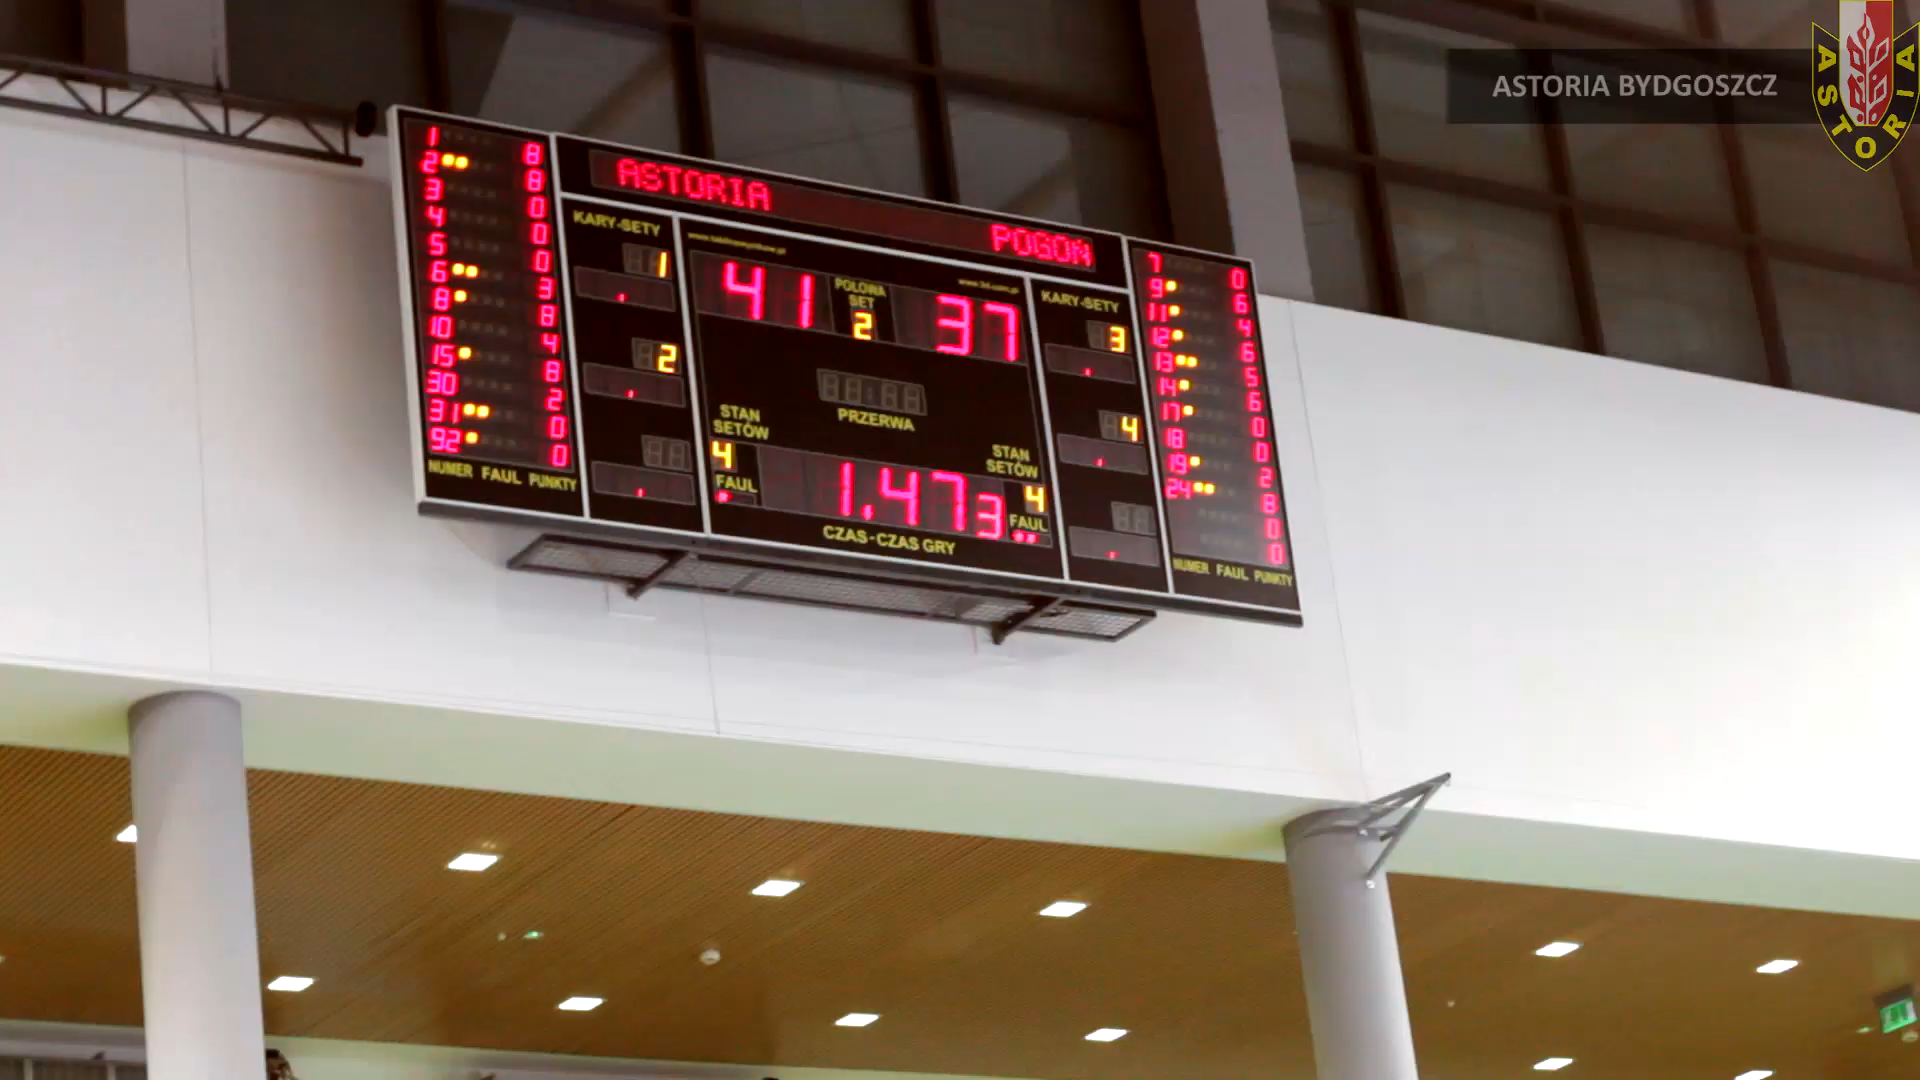 ASTORIA BYDGOSZCZ
ASTORIA
ASTORIA
POGOŃ
1 8
2 8
3 0
4 0
5 0
6 3
8 8
10 4
15 8
30 2
31 0
92 0
NUMER FAUL PUNKTY
KARY-SETY
1
2
41
POŁOWA
SET
2
37
PRZERWA
STAN
SETÓW
4
FAUL
1.473
STAN
SETÓW
4
FAUL
CZAS-CZAS GRY
KARY-SETY
3
4
7 0
9 6
11 4
12 6
13 5
14 6
17 0
18 0
19 2
24 8
0
0
NUMER FAUL PUNKTY